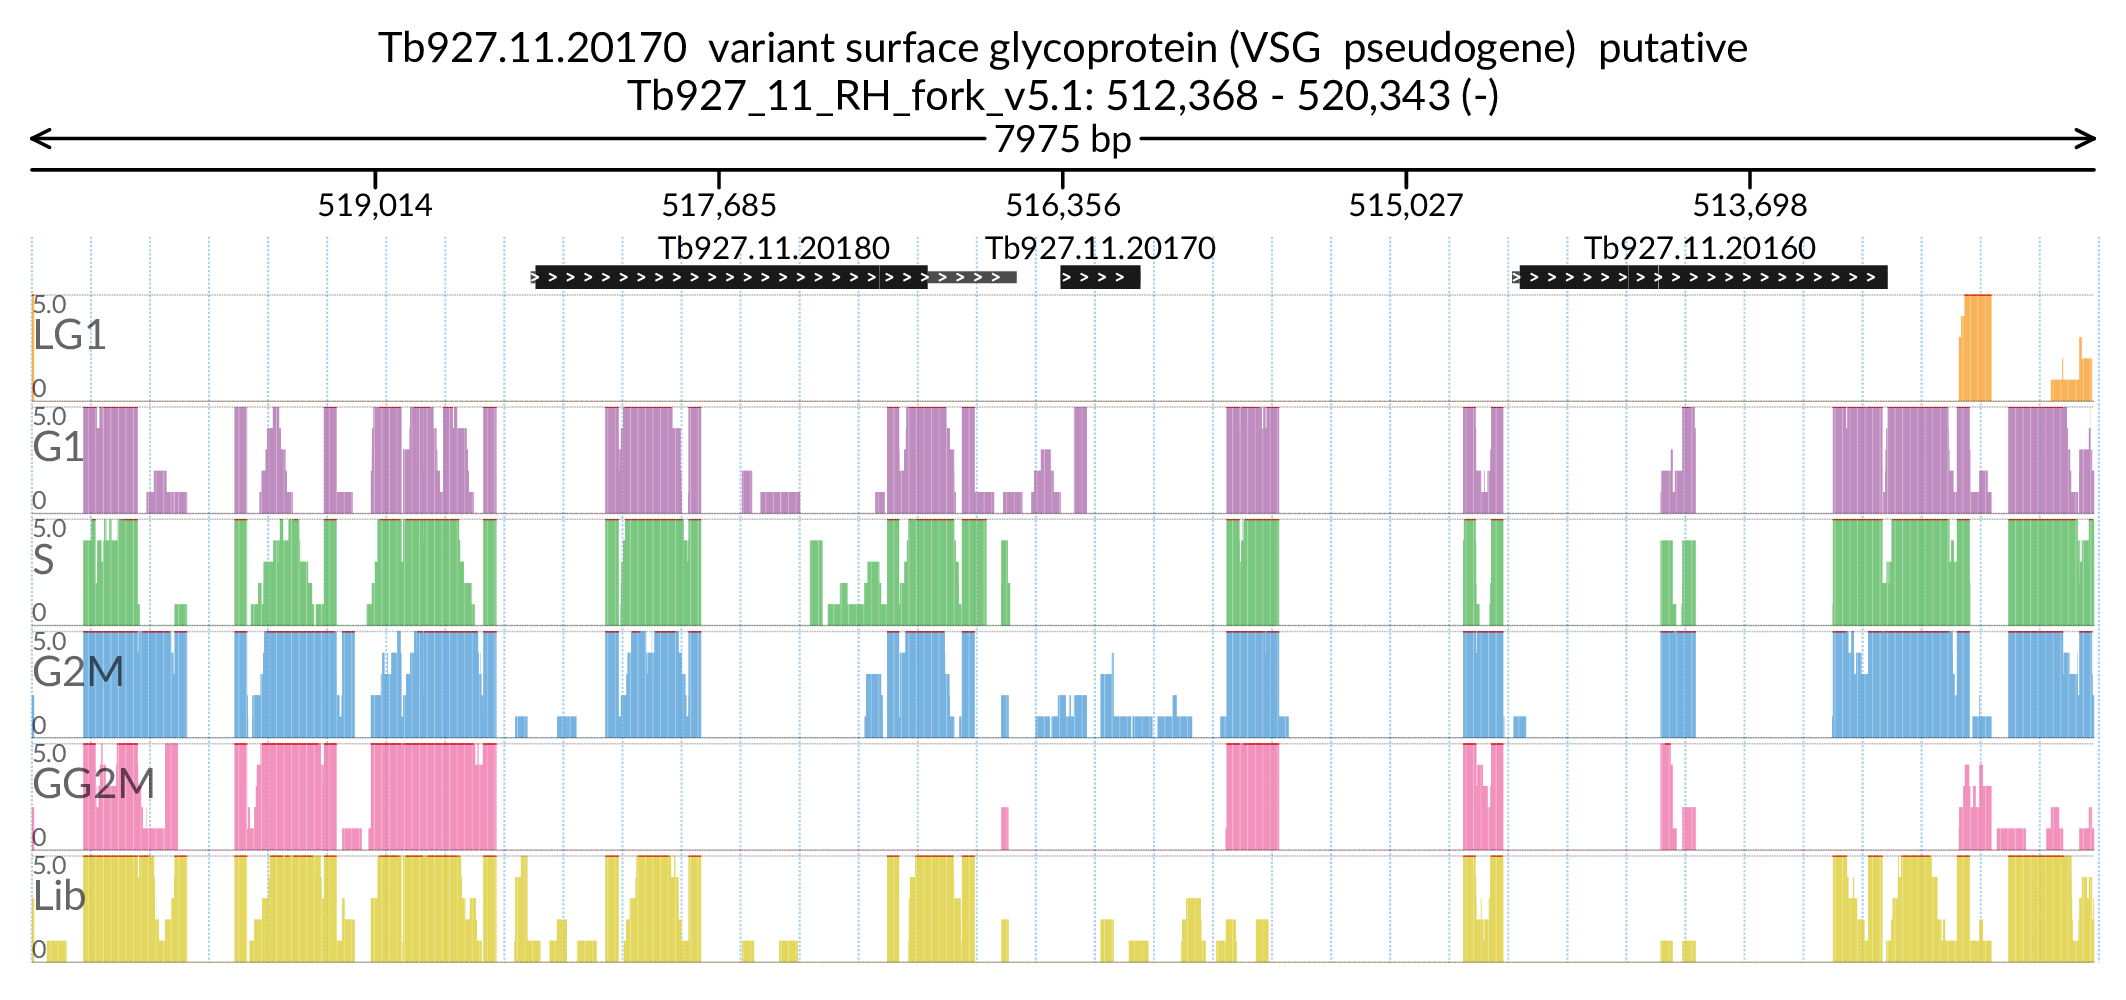 Tb927.11.20170 variant surface glycoprotein (VSG pseudogene) putative
Tb927_11_RH_fork_v5.1: 512,368 - 520,343 (-)
7975 bp
519,014 517,685 516,356 515,027 513,698
Tb927.11.20180 Tb927.11.20170 Tb927.11.20160
5.0
LG1
0
5.0
G1
0
5.0
S
0
5.0
G2M
0
5.0
GG2M
0
5.0
Lib
0